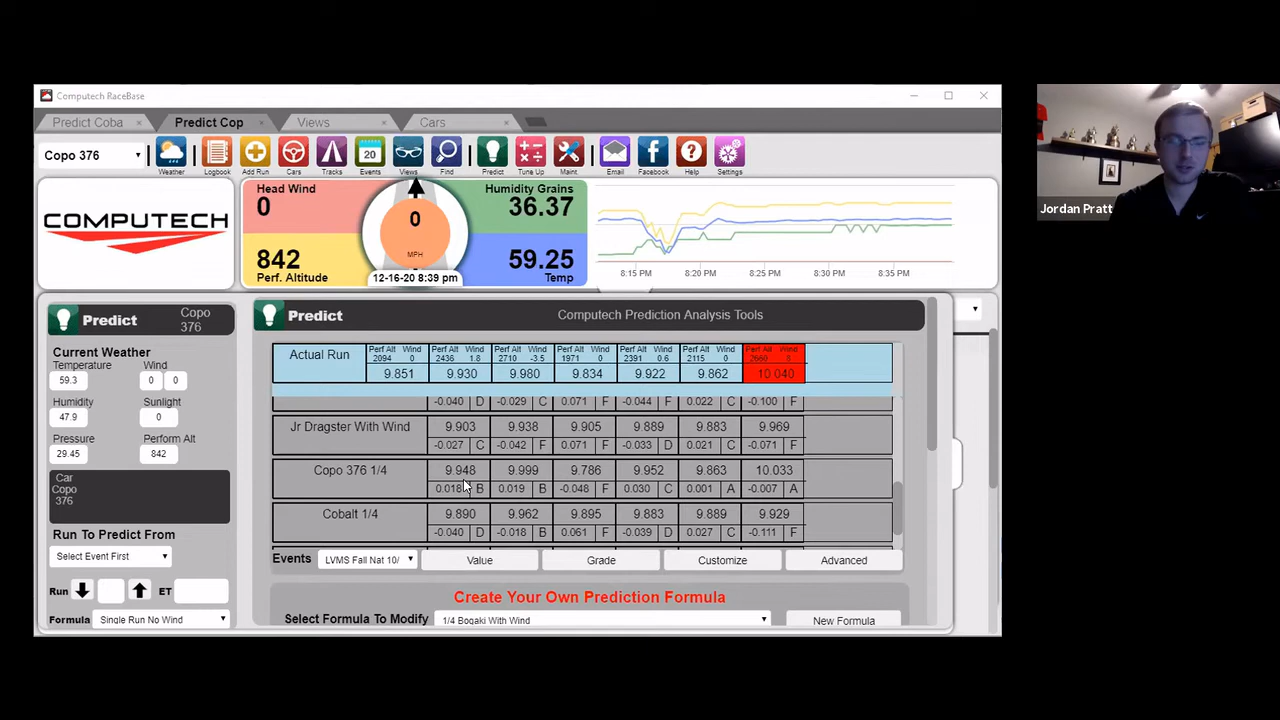 Computech RaceBase
Predict Coba × Predict Cop × Views × Cars ×
Copo 376
Weather Logbook Add Run Cars Tracks Events Views Find Predict Tune Up Maint. Email Facebook Help Settings
20
COMPUTECH
Head Wind
0
842
Perf. Altitude
0
MPH
12-16-20 8:39 pm
Humidity Grains
36.37
59.25
Temp
8:15 PM 8:20 PM 8:25 PM 8:30 PM 8:35 PM
Jordan Pratt
Predict
Copo
376
Current Weather
Temperature Wind
59.3 0 0
Humidity Sunlight
47.9 0
Pressure Perform Alt
29.45 842
Car
Copo
376
Run To Predict From
Select Event First
Run ET
Formula Single Run No Wind
Predict Computech Prediction Analysis Tools
Actual Run
Perf Alt Wind Perf Alt Wind Perf Alt Wind Perf Alt Wind Perf Alt Wind Perf Alt Wind Perf Alt Wind
2094 0 2436 1.8 2710 -3.5 1971 0 2391 0.6 2115 0
9.851 9.930 9.980 9.834 9.922 9.862 10.040
-0.040 D -0.029 C 0.071 F -0.044 F 0.022 C -0.100 F
Jr Dragster With Wind 9.903 9.938 9.905 9.889 9.883 9.969
-0.027 C -0.042 F 0.071 F -0.033 D 0.021 C -0.071 F
Copo 376 1/4 9.948 9.999 9.786 9.952 9.863 10.033
0.018 B 0.019 B -0.048 F 0.030 C 0.001 A -0.007 A
Cobalt 1/4 9.890 9.962 9.895 9.883 9.889 9.929
-0.040 D -0.018 B 0.061 F -0.039 D 0.027 C -0.111 F
Events LVMS Fall Nat 10/ Value Grade Customize Advanced
Create Your Own Prediction Formula
Select Formula To Modify 1/4 Bogaki With Wind New Formula